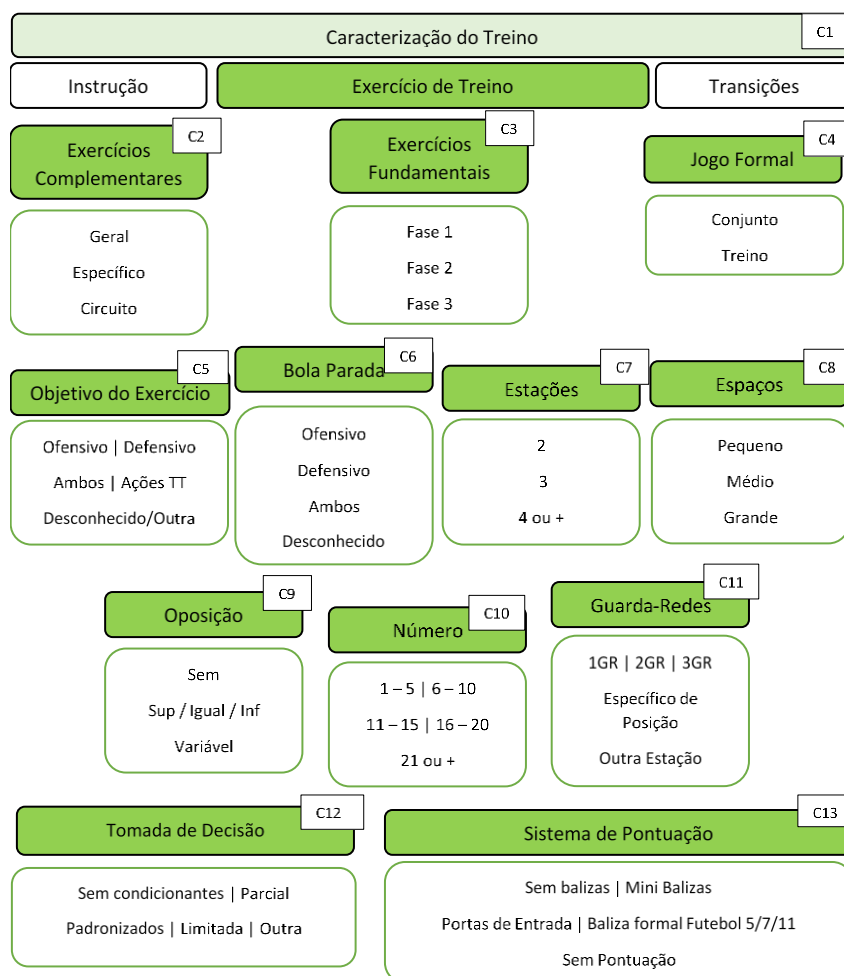 Caracterização do Treino
C1
Instrução
Exercício de Treino
Transições
Exercícios
Complementares
C2
Exercícios
Fundamentais
C3
Jogo Formal
C4
Geral
Específico
Circuito
Fase 1
Fase 2
Fase 3
Conjunto
Treino
Objetivo do Exercício
C5
Bola Parada
C6
Estações
C7
Espaços
C8
Ofensivo | Defensivo
Ambos | Ações TT
Desconhecido/Outra
Ofensivo
Defensivo
Ambos
Desconhecido
2
3
4 ou +
Pequeno
Médio
Grande
Oposição
C9
Número
C10
Guarda-Redes
C11
Sem
Sup / Igual / Inf
Variável
1 – 5 | 6 – 10
11 – 15 | 16 – 20
21 ou +
1GR | 2GR | 3GR
Específico de
Posição
Outra Estação
Tomada de Decisão
C12
Sistema de Pontuação
C13
Sem condicionantes | Parcial
Padronizados | Limitada | Outra
Sem balizas | Mini Balizas
Portas de Entrada | Baliza formal Futebol 5/7/11
Sem Pontuação